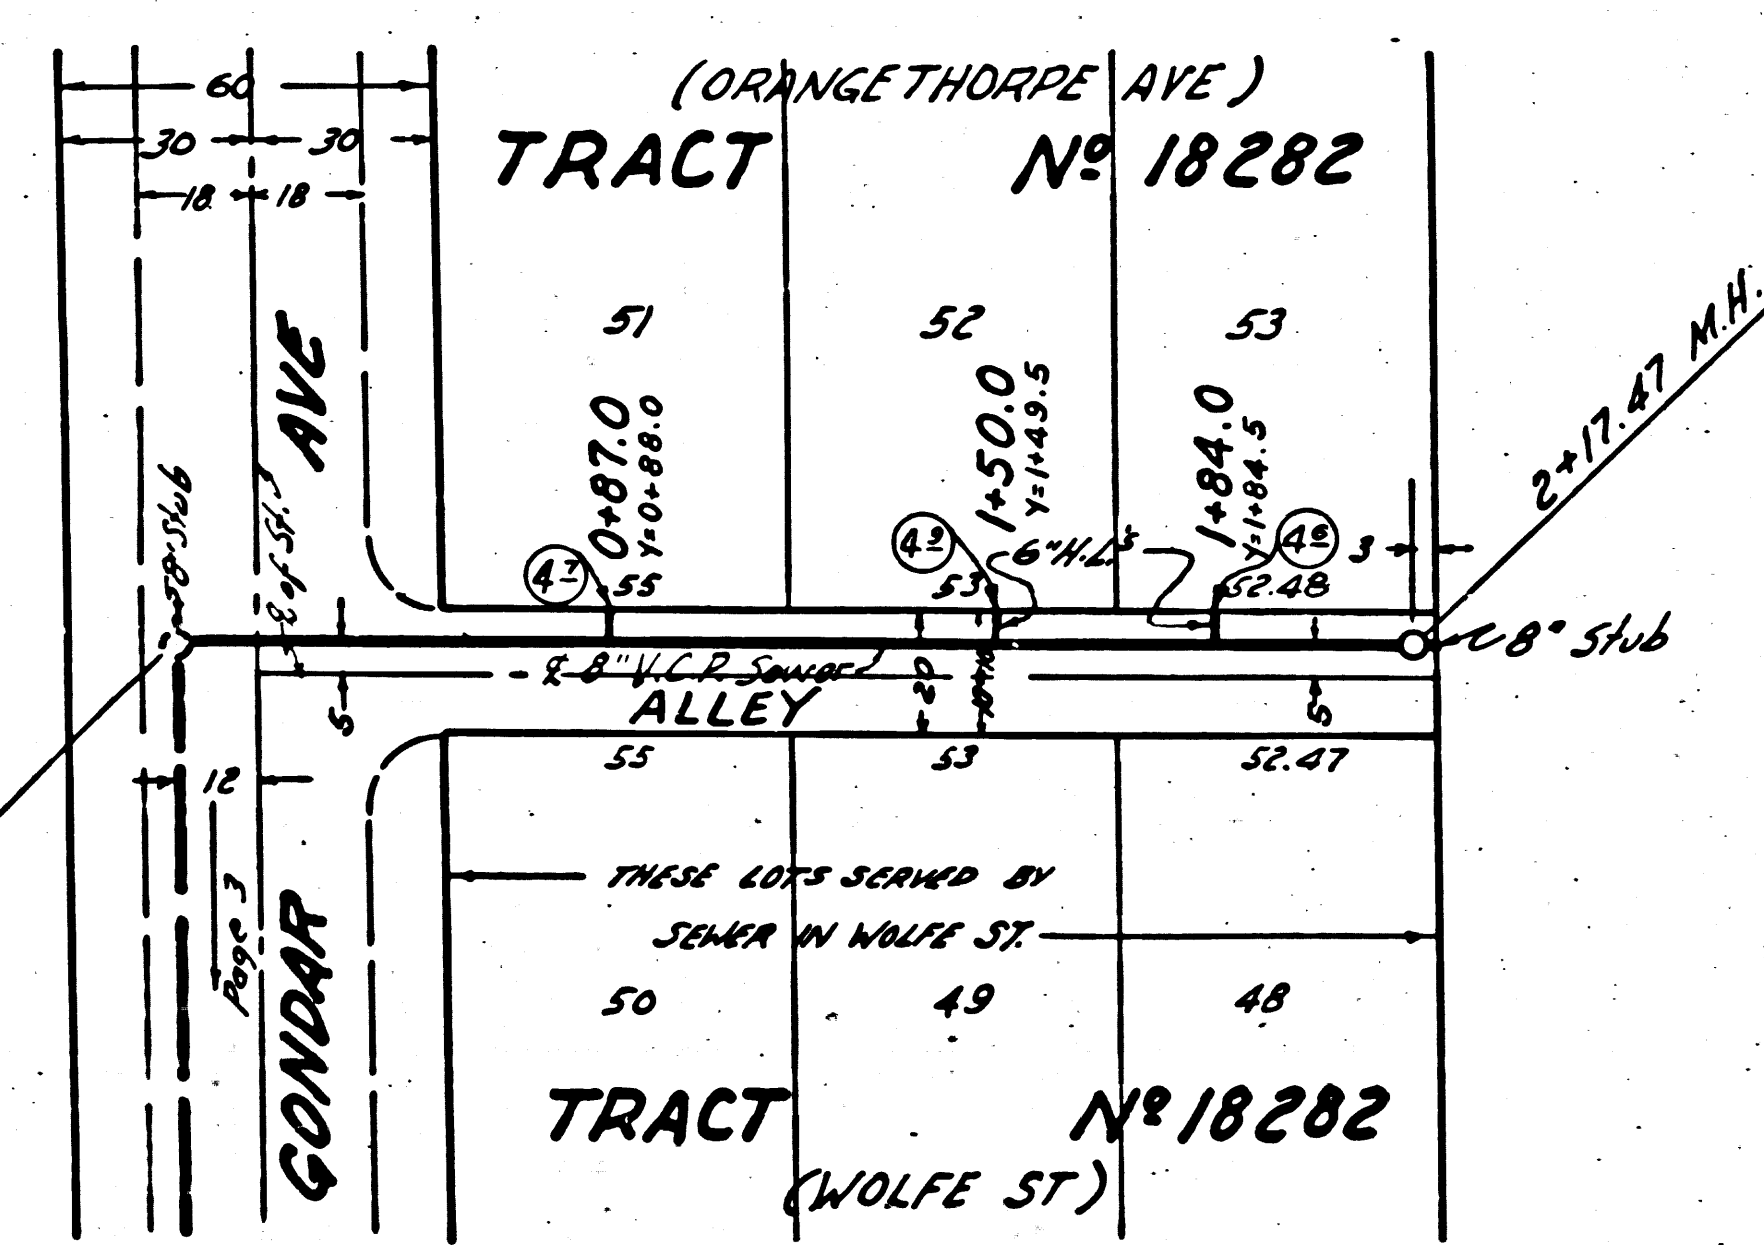 (ORANGETHORPE AVE)
60
30 30
18 18
TRACT Nº 18282
51 52 53
AVE
0+87.0
Y=0+88.0
1+50.0
Y=1+49.5
1+84.0
Y=1+84.5
2+17.47 M.H.
8" Stub
℄ of St.
4 7
4 9
4 6
6" H.L.'s
3
55 53 52.48
8" Stub
℄ 8" V.C.P. Sewer
ALLEY
5
20
5
55 53 52.47
12
Page 3
THESE LOTS SERVED BY
SEWER IN WOLFE ST.
50 49 48
GONDAR
TRACT Nº 18282
(WOLFE ST)